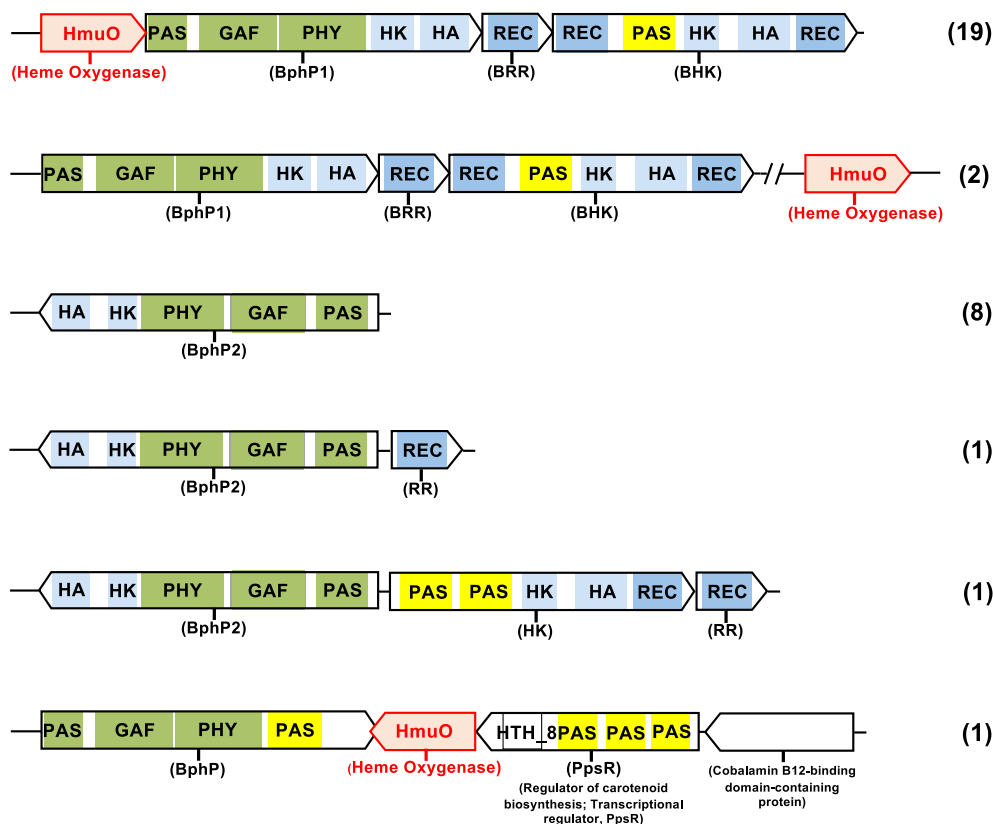 HmuO PAS GAF PHY HK HA REC REC PAS HK HA REC (19)
(Heme Oxygenase) (BphP1) (BRR) (BHK)
PAS GAF PHY HK HA REC REC PAS HK HA REC HmuO (2)
(BphP1) (BRR) (BHK) (Heme Oxygenase)
HA HK PHY GAF PAS (8)
(BphP2)
HA HK PHY GAF PAS REC (1)
(BphP2) (RR)
HA HK PHY GAF PAS PAS PAS HK HA REC REC (1)
(BphP2) (HK) (RR)
PAS GAF PHY PAS HmuO HTH_8 PAS PAS PAS (1)
(BphP) (Heme Oxygenase) (PpsR) (Cobalamin B12-binding
(Regulator of carotenoid domain-containing
biosynthesis; Transcriptional protein)
regulator, PpsR)